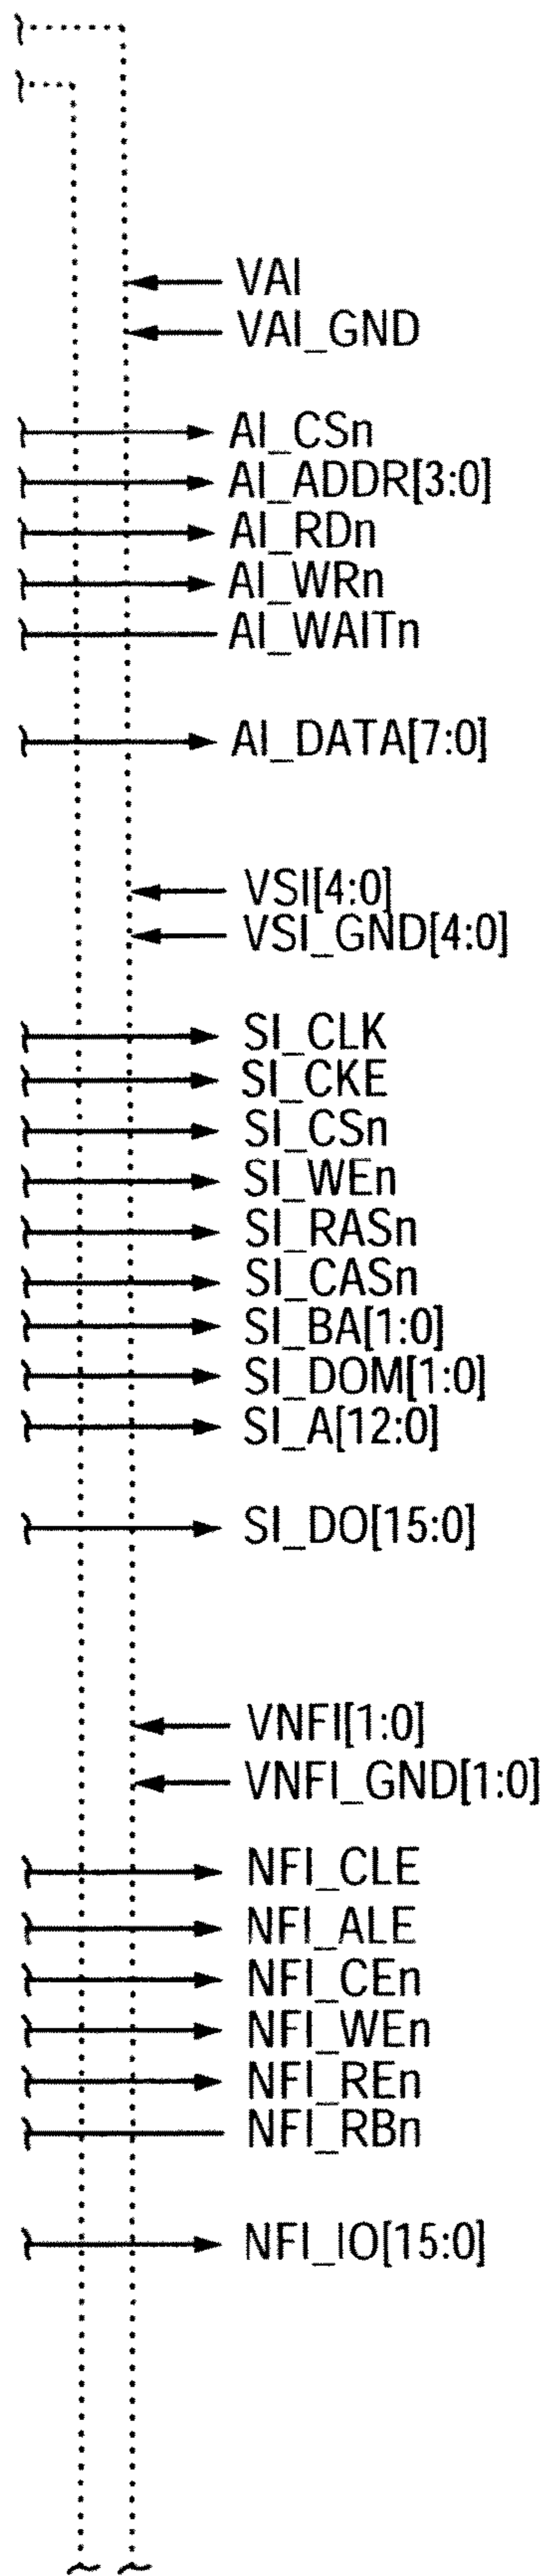 VAI
VAI_GND
AI_CSn
AI_ADDR[3:0]
AI_RDn
AI_WRn
AI_WAITn
AI_DATA[7:0]
VSI[4:0]
VSI_GND[4:0]
SI_CLK
SI_CKE
SI_CSn
SI_WEn
SI_RASn
SI_CASn
SI_BA[1:0]
SI_DOM[1:0]
SI_A[12:0]
SI_DO[15:0]
VNFI[1:0]
VNFI_GND[1:0]
NFI_CLE
NFI_ALE
NFI_CEn
NFI_WEn
NFI_REn
NFI_RBn
NFI_IO[15:0]